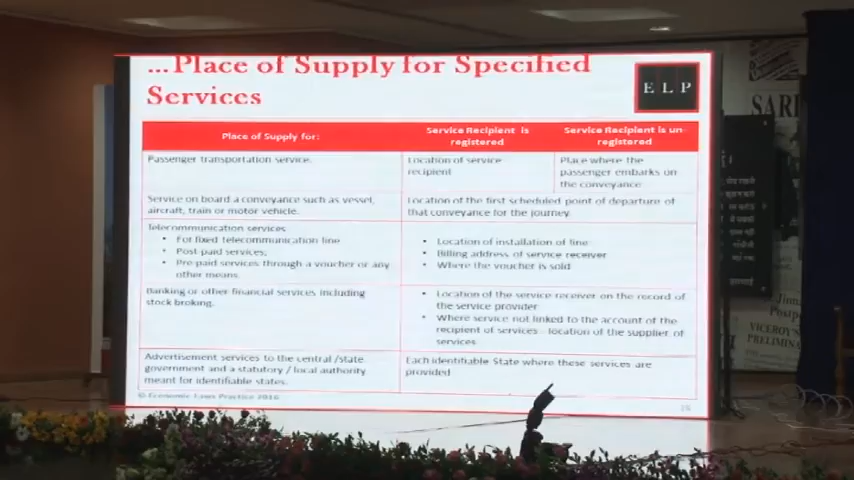 ...Place of Supply for Specified
Services
E L P
Place of Supply for:
Service Recipient is
registered
Service Recipient is un-
registered
Passenger transportation service.
Location of service
recipient
Place where the
passenger embarks on
the conveyance
Service on board a conveyance such as vessel,
aircraft, train or motor vehicle.
Location of the first scheduled point of departure of
that conveyance for the journey
Telecommunication services
• For fixed telecommunication line
• Post-paid services,
• Pre-paid services through a voucher or any
other means.
• Location of installation of line
• Billing address of service receiver
• Where the voucher is sold
Banking or other financial services including
stock broking.
• Location of the service receiver on the record of
the service provider
• Where service not linked to the account of the
recipient of services - location of the supplier of
services
Advertisement services to the central /state
government and a statutory / local authority
meant for identifiable states.
Each identifiable State where these services are
provided
© Economic Laws Practice 2016
SARD
VICEROY'S
PRELIMINA